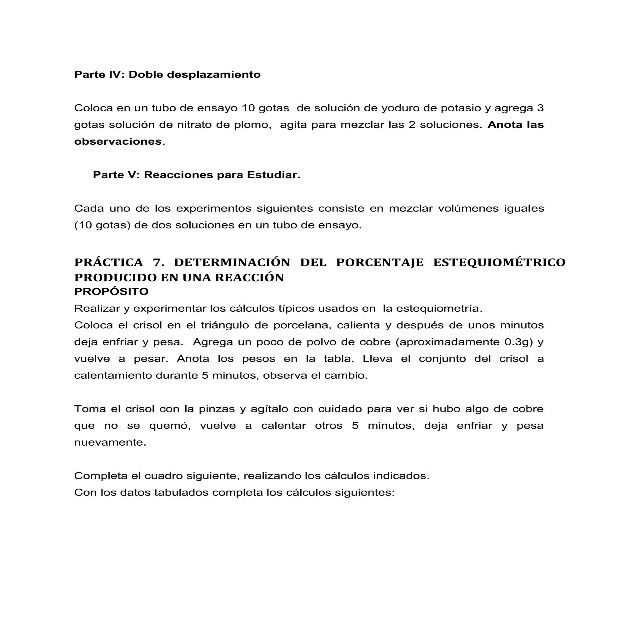 Parte IV: Doble desplazamiento
Coloca en un tubo de ensayo 10 gotas de solución de yoduro de potasio y agrega 3
gotas solución de nitrato de plomo, agita para mezclar las 2 soluciones. Anota las
observaciones.
Parte V: Reacciones para Estudiar.
Cada uno de los experimentos siguientes consiste en mezclar volúmenes iguales
(10 gotas) de dos soluciones en un tubo de ensayo.
PRÁCTICA 7. DETERMINACIÓN DEL PORCENTAJE ESTEQUIOMÉTRICO
PRODUCIDO EN UNA REACCIÓN
PROPÓSITO
Realizar y experimentar los cálculos típicos usados en la estequiometría.
Coloca el crisol en el triángulo de porcelana, calienta y después de unos minutos
deja enfriar y pesa. Agrega un poco de polvo de cobre (aproximadamente 0.3g) y
vuelve a pesar. Anota los pesos en la tabla. Lleva el conjunto del crisol a
calentamiento durante 5 minutos, observa el cambio.
Toma el crisol con la pinzas y agítalo con cuidado para ver si hubo algo de cobre
que no se quemó, vuelve a calentar otros 5 minutos, deja enfriar y pesa
nuevamente.
Completa el cuadro siguiente, realizando los cálculos indicados.
Con los datos tabulados completa los cálculos siguientes: